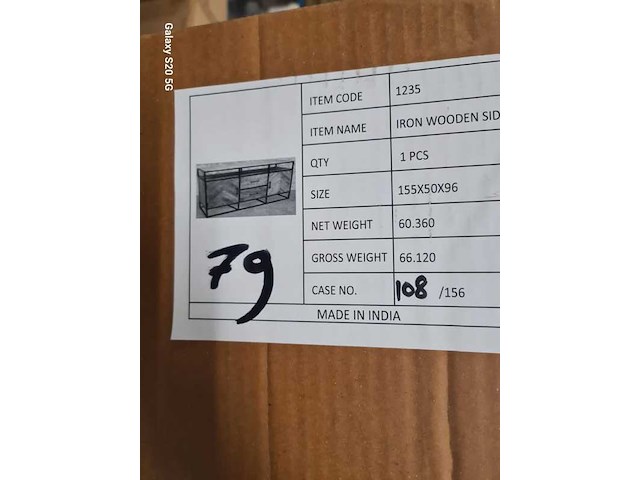 Galaxy S20 5G
ITEM CODE 1235
ITEM NAME IRON WOODEN SID
QTY 1 PCS
SIZE 155X50X96
NET WEIGHT 60.360
GROSS WEIGHT 66.120
CASE NO. 108 /156
MADE IN INDIA
79